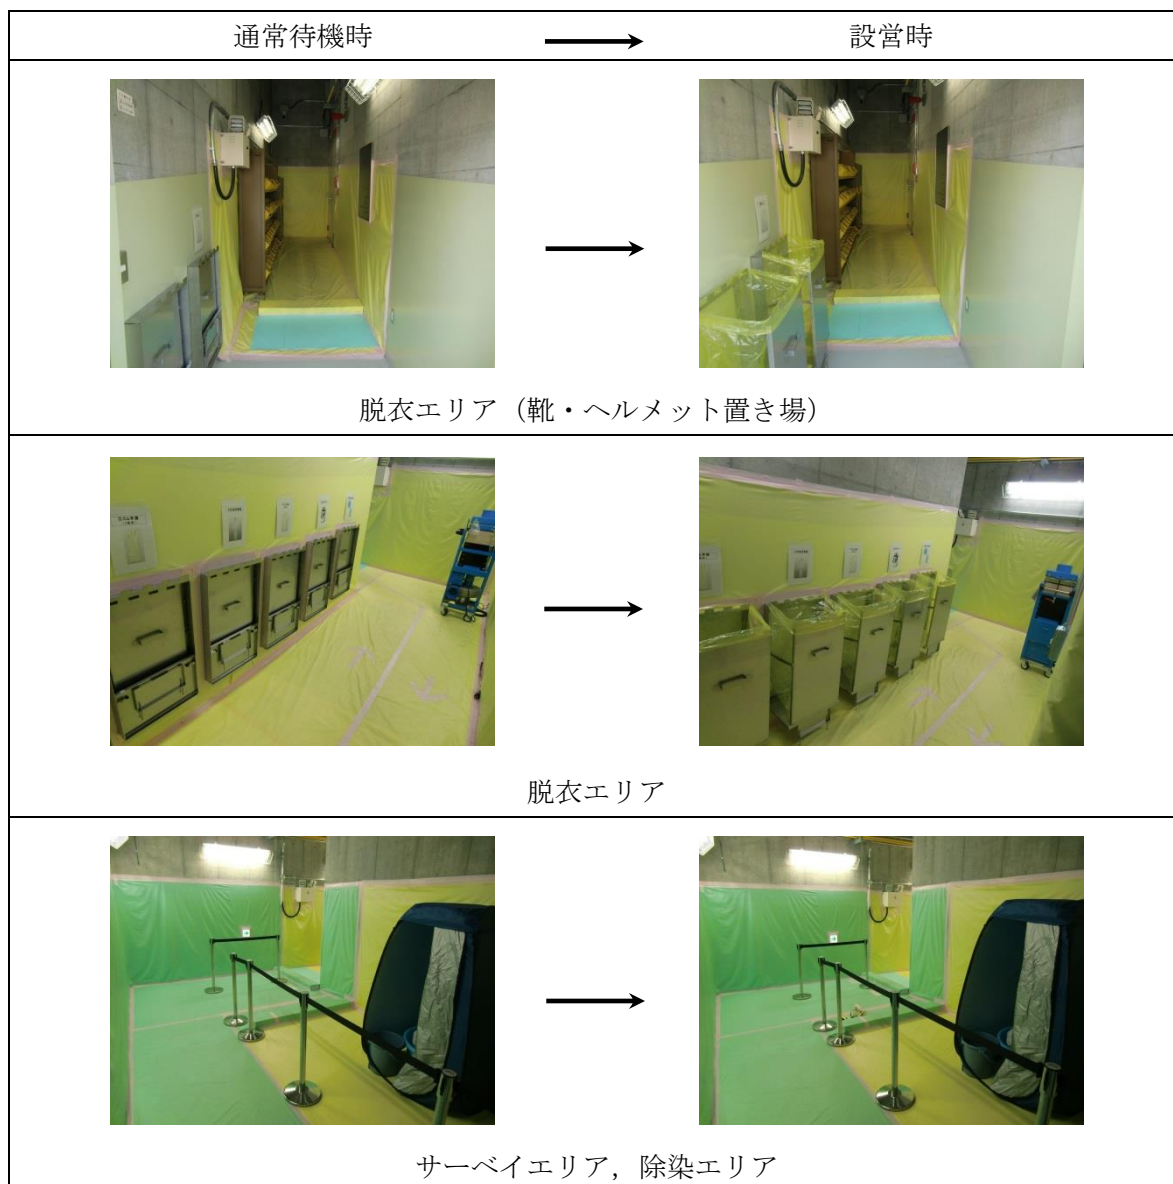 通常待機時
設営時
脱衣エリア（靴・ヘルメット置き場）
脱衣エリア
サーベイエリア，除染エリア